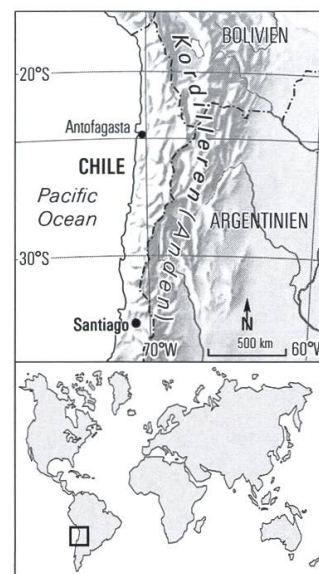 BOLIVIEN
20°S
Kordilleren (Anden)
Antofagasta
CHILE
Pacific
Ocean
ARGENTINIEN
30°S
N
Santiago
70°W
500 km
60°W